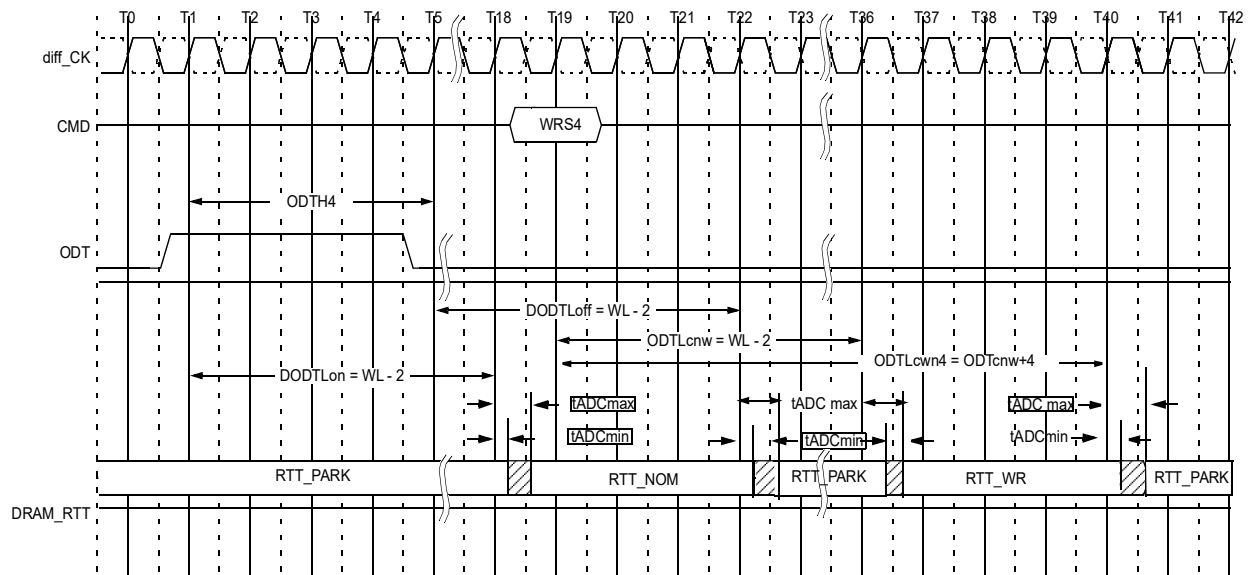 T0 T1 T2 T3 T4 T5 T18 T19 T20 T21 T22 T23 T36 T37 T38 T39 T40 T41 T42
diff_CK
CMD WRS4
ODTH4
ODT
DODTLoff = WL - 2
ODTLcnw = WL - 2
ODTLcwn4 = ODTcnw+4
DODTLon = WL - 2
tADCmax tADC max tADC max
tADCmin tADCmin tADCmin
RTT_PARK RTT_NOM RTT_PARK RTT_WR RTT_PARK
DRAM_RTT